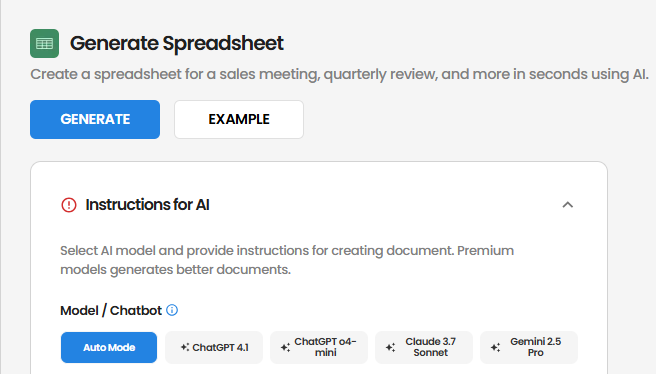 Generate Spreadsheet
Create a spreadsheet for a sales meeting, quarterly review, and more in seconds using AI.
GENERATE
EXAMPLE
Instructions for AI
Select AI model and provide instructions for creating document. Premium
models generates better documents.
Model / Chatbot
Auto Mode
ChatGPT 4.1
ChatGPT o4-
mini
Claude 3.7
Sonnet
Gemini 2.5
Pro